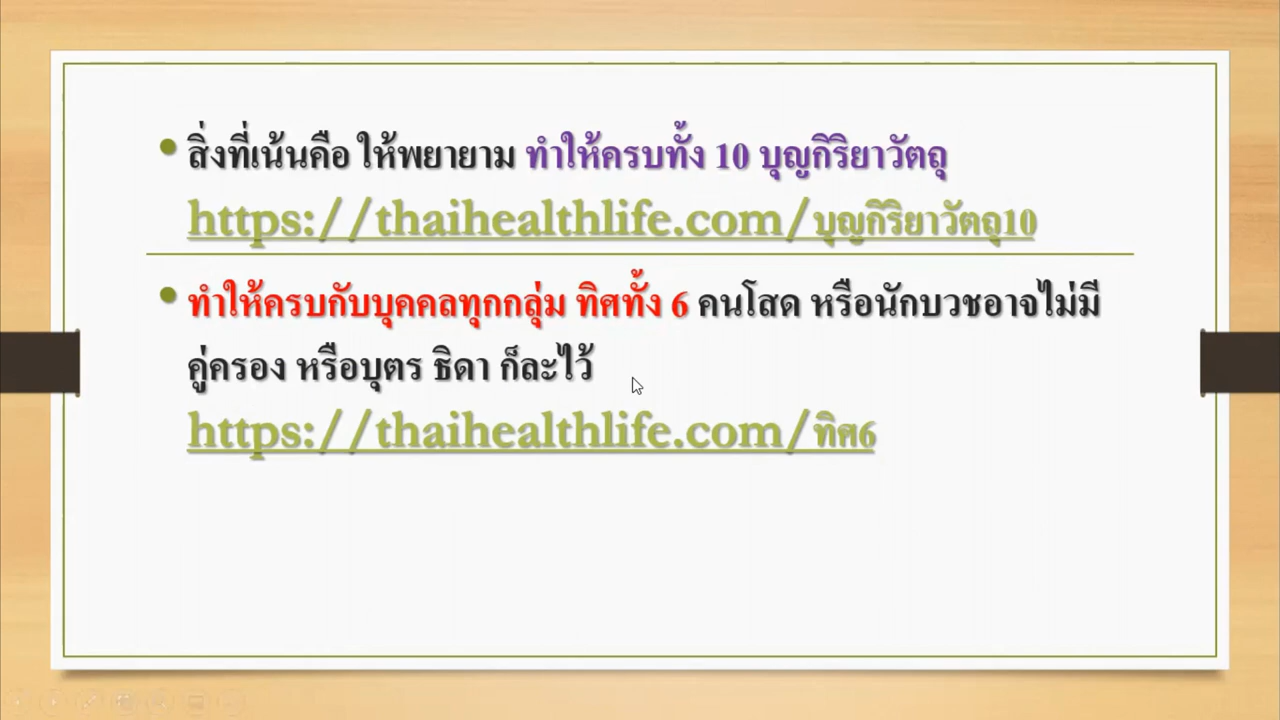 • สิ่งที่เน้นคือ ให้พยายาม ทำให้ครบทั้ง 10 บุญกิริยาวัตถุ
https://thaihealthlife.com/บุญกิริยาวัตถุ10
• ทำให้ครบกับบุคคลทุกกลุ่ม ทิศทั้ง 6 คนโสด หรือนักบวชอาจไม่มี
คู่ครอง หรือบุตร ธิดา ก็ละไว้
https://thaihealthlife.com/ทิศ6